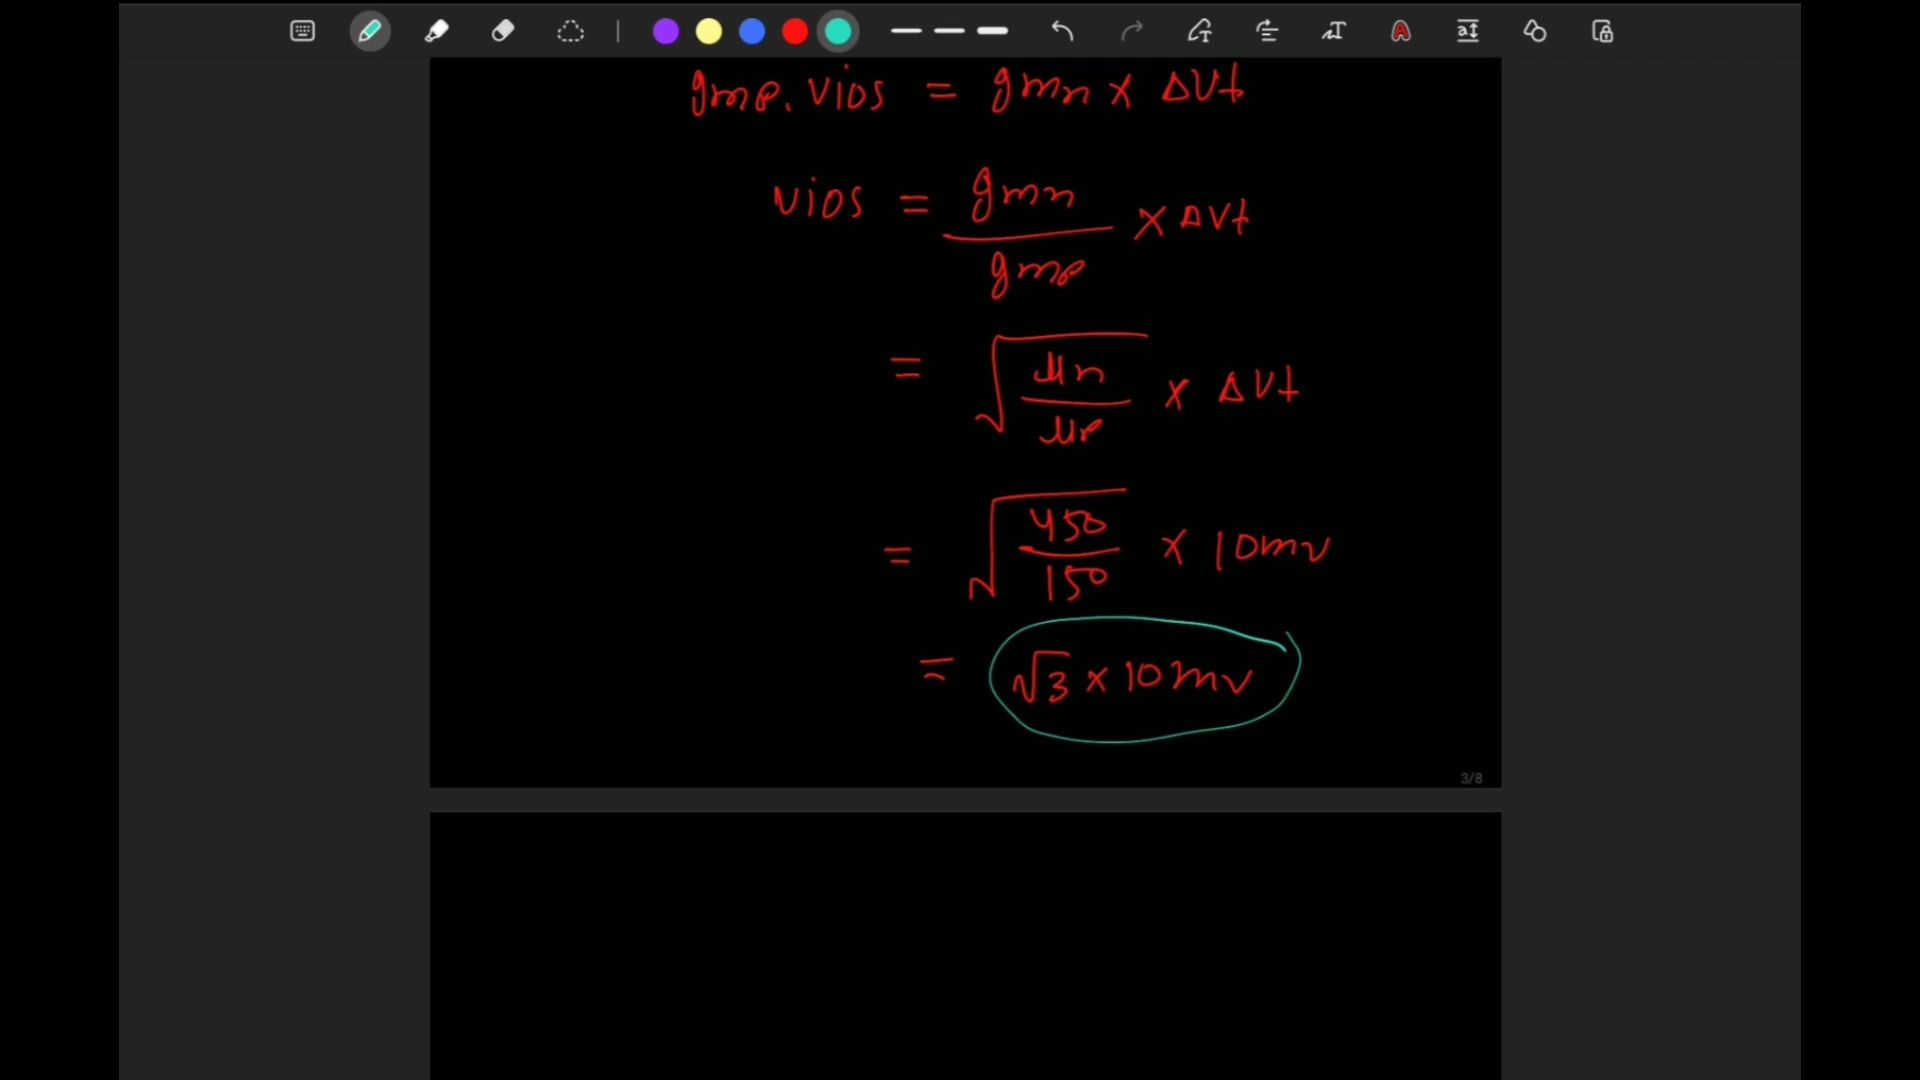 gmp. Vios = gmn x ΔVt
Vios = gmn / gmp x ΔVt
= √ μn / μp x ΔVt
= √ 450 / 150 x 10mv
= √3 x 10mv
3/8